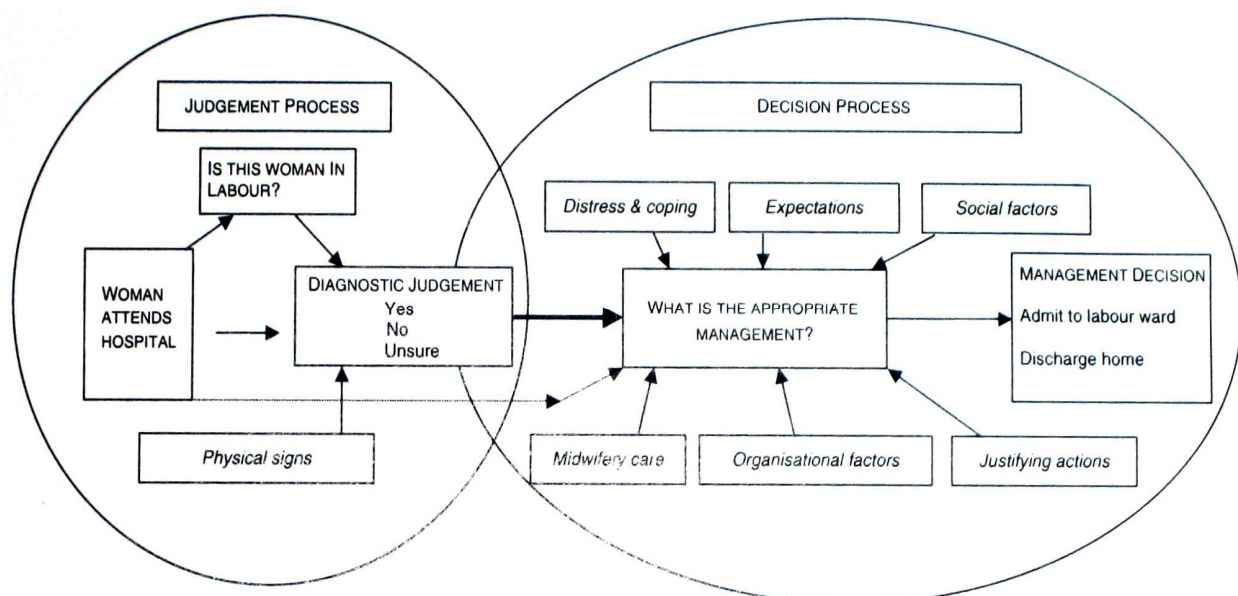 JUDGEMENT PROCESS
DECISION PROCESS
IS THIS WOMAN IN
LABOUR?
Distress & coping
Expectations
Social factors
WOMAN
ATTENDS
HOSPITAL
DIAGNOSTIC JUDGEMENT
Yes
No
Unsure
WHAT IS THE APPROPRIATE
MANAGEMENT?
MANAGEMENT DECISION
Admit to labour ward
Discharge home
Physical signs
Midwifery care
Organisational factors
Justifying actions